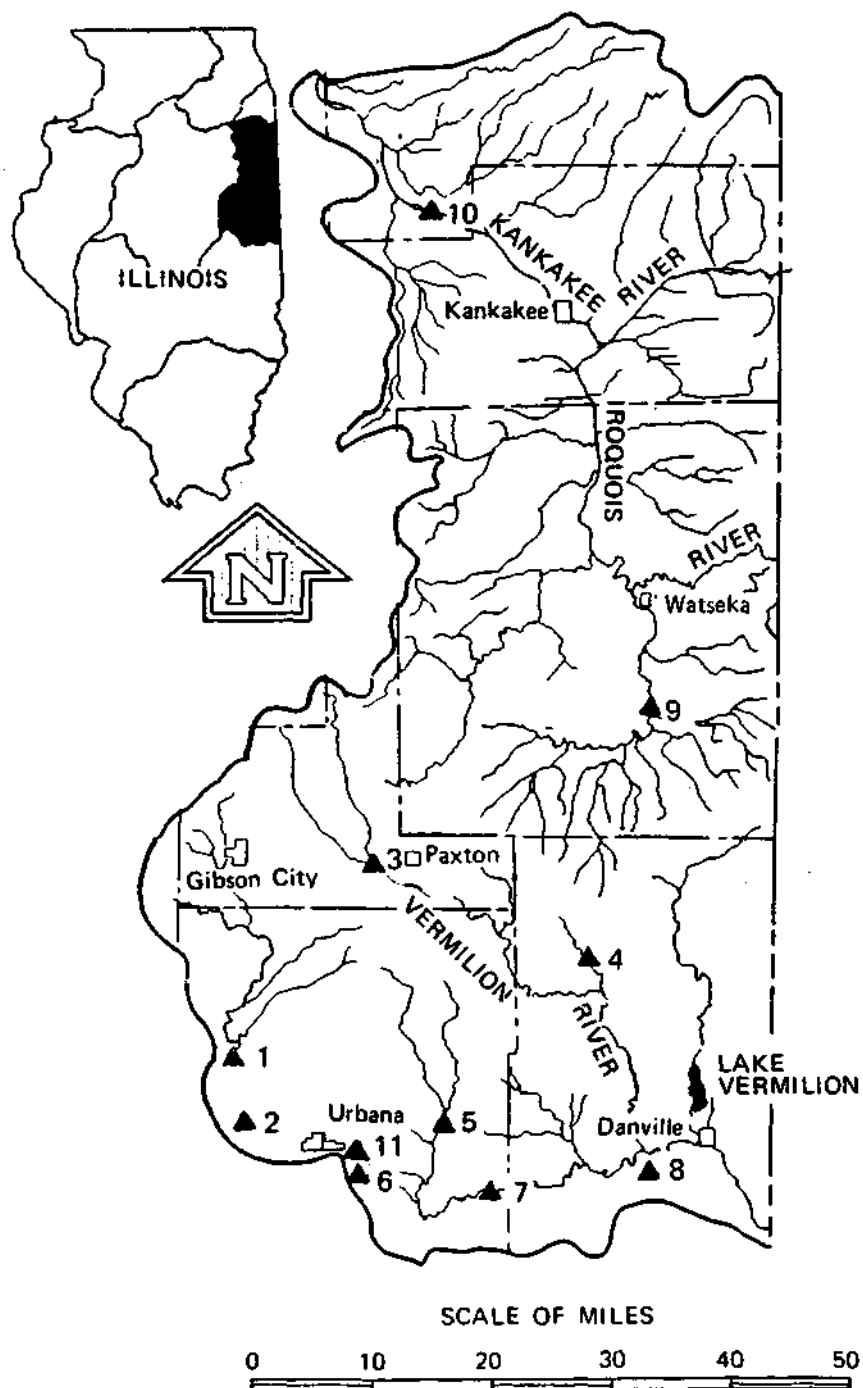 ILLINOIS
N
10
KANKAKEE
RIVER
Kankakee
IROQUOIS
RIVER
Watseka
9
3
Paxton
Gibson City
VERMILION
4
RIVER
1
LAKE
VERMILION
2
Urbana
5
Danville
11
6
7
8
SCALE OF MILES
0 10 20 30 40 50